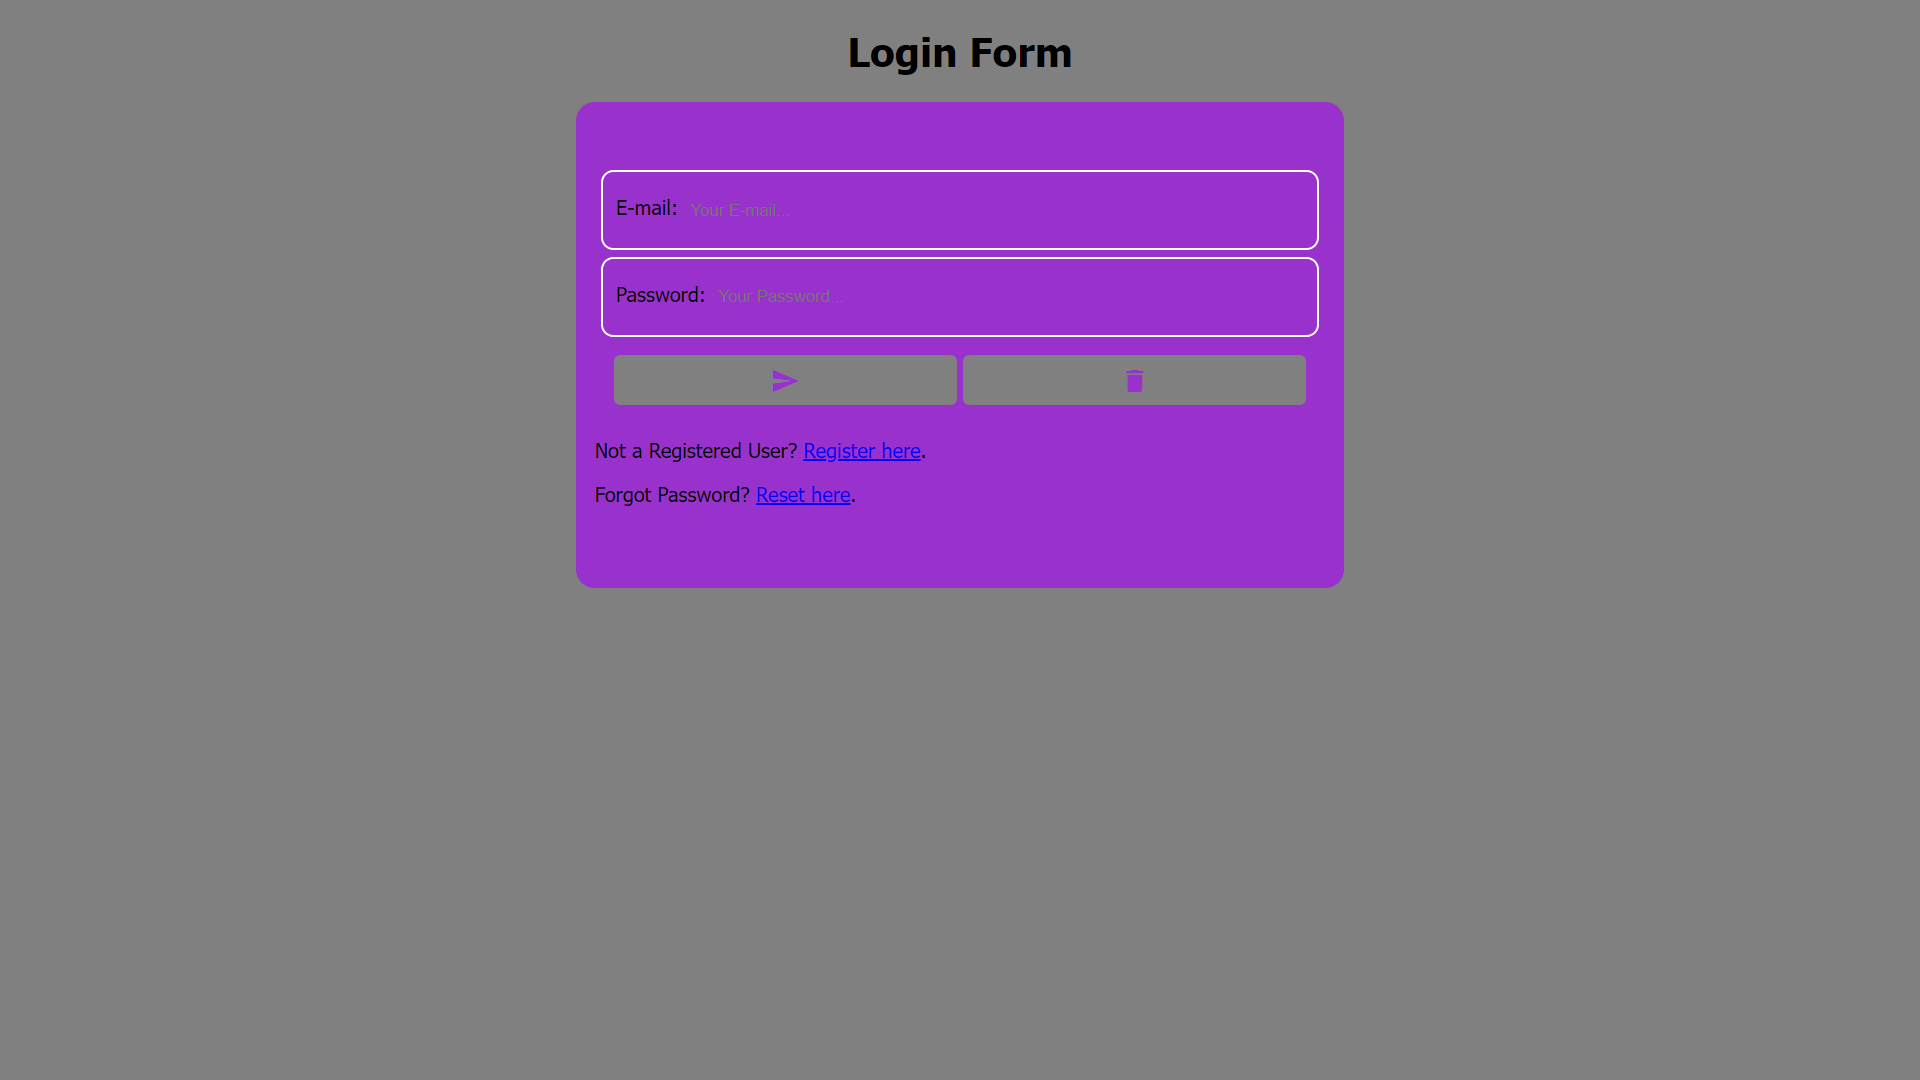 Login Form
E-mail: Your E-mail...
Password: Your Password...
Not a Registered User? Register here.
Forgot Password? Reset here.